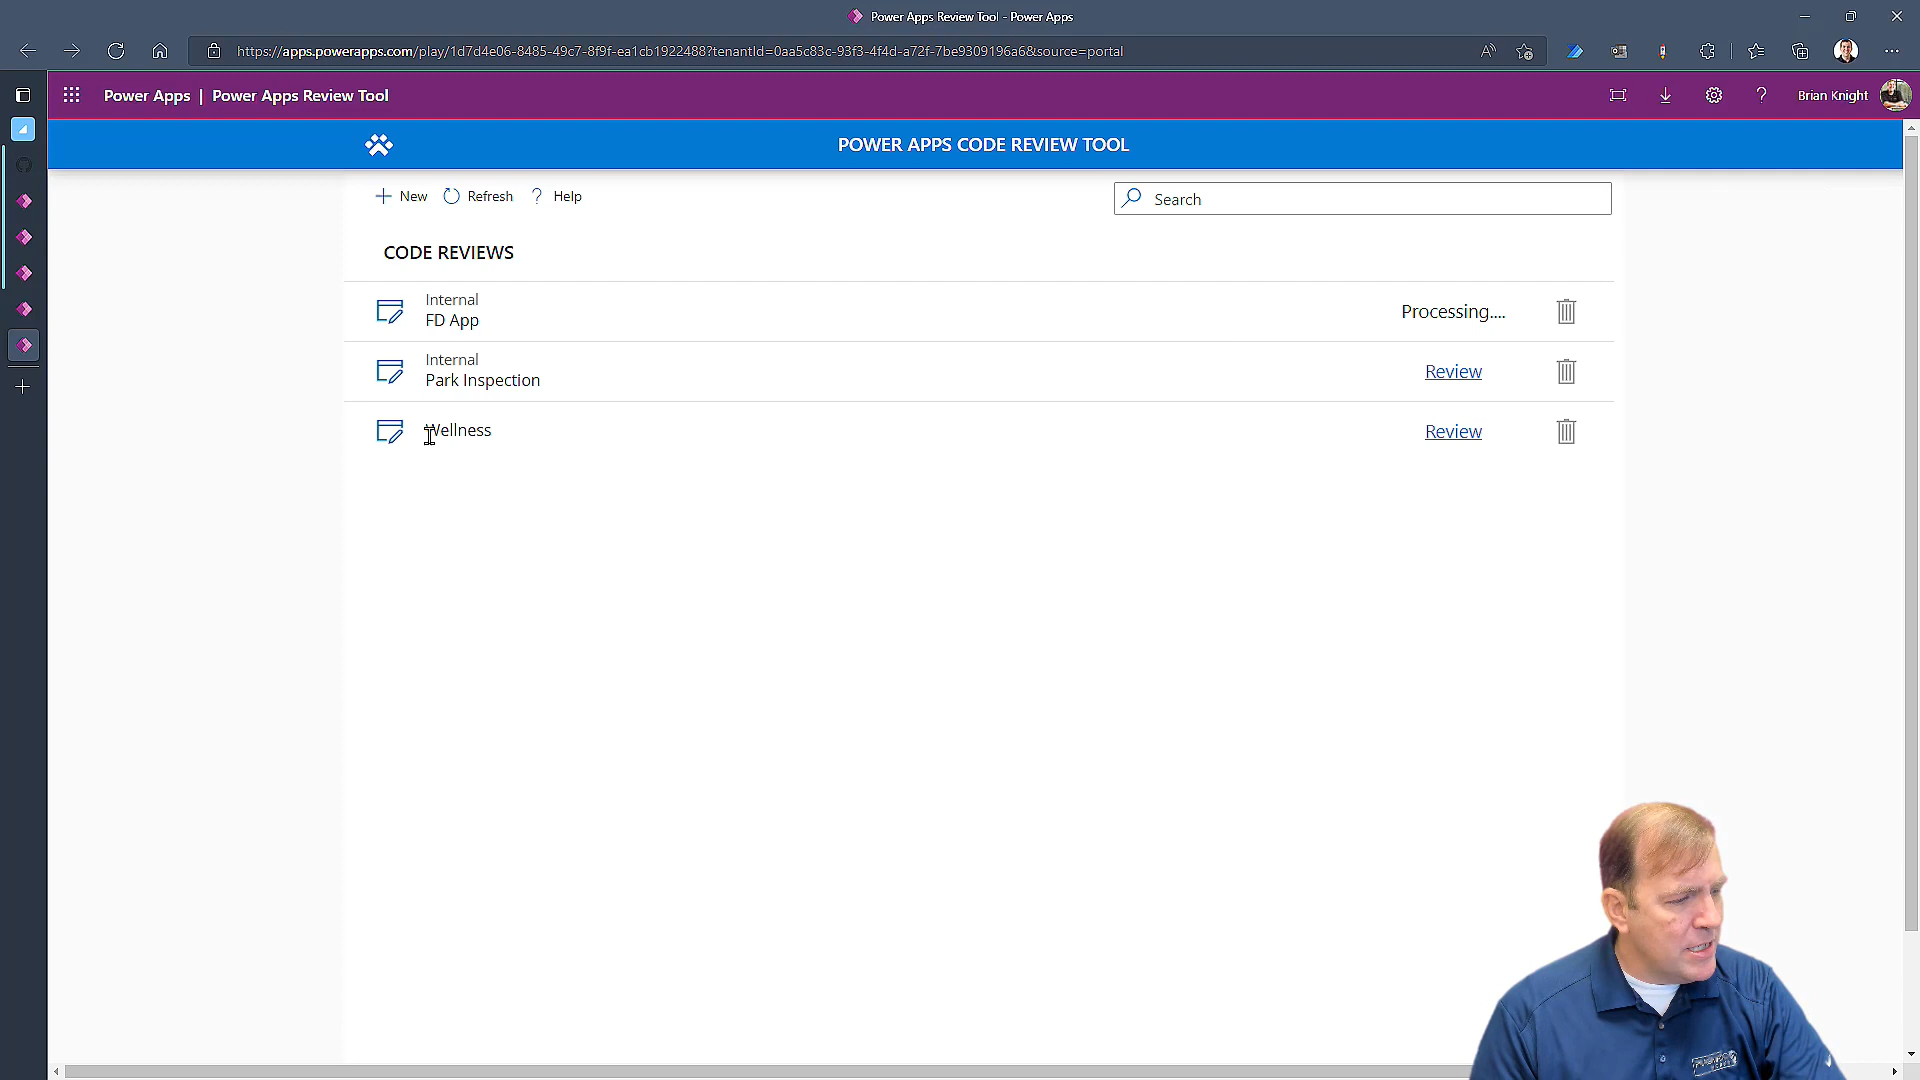 Power Apps Review Tool - Power Apps
https://apps.powerapps.com/play/1d7d4e06-8485-49c7-8f9f-ea1cb1922488?tenantId=0aa5c83c-93f3-4f4d-a72f-7be9309196a6&source=portal
Power Apps | Power Apps Review Tool
Brian Knight
POWER APPS CODE REVIEW TOOL
New Refresh Help
Search
CODE REVIEWS
Internal
FD App
Processing....
Internal
Park Inspection
Review
Wellness
Review